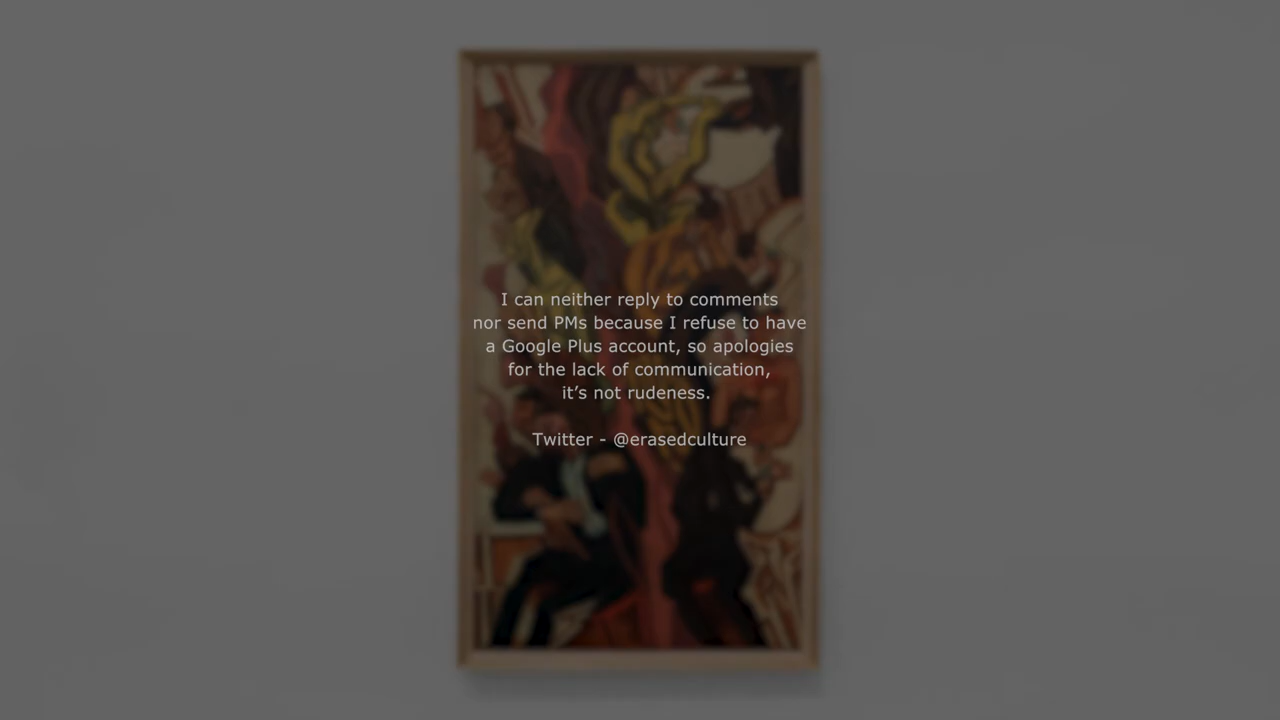 I can neither reply to comments
nor send PMs because I refuse to have
a Google Plus account, so apologies
for the lack of communication,
it’s not rudeness.
Twitter - @erasedculture